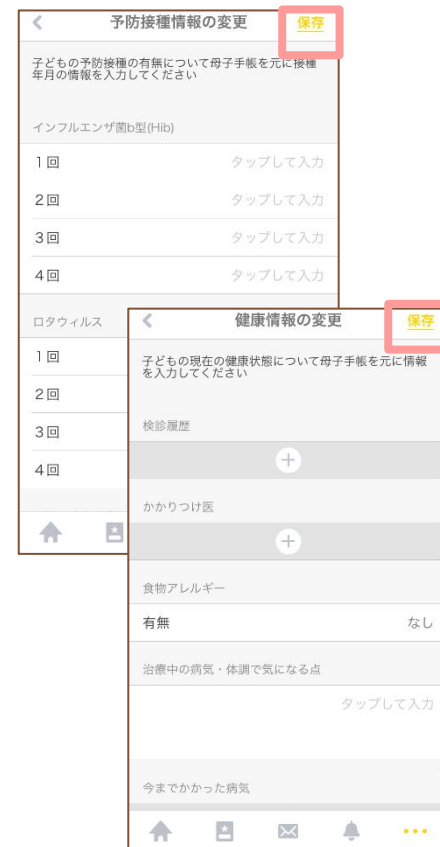 予防接種情報の変更
保存
子どもの予防接種の有無について母子手帳を元に接種
年月の情報を入力してください
インフルエンザ菌b型(Hib)
1回
タップして入力
2回
タップして入力
3回
タップして入力
4回
タップして入力
ロタウィルス
1回
2回
3回
4回
健康情報の変更
保存
子どもの現在の健康状態について母子手帳を元に情報
を入力してください
検診履歴
かかりつけ医
食物アレルギー
有無
なし
治療中の病気・体調で気になる点
タップして入力
今までかかった病気